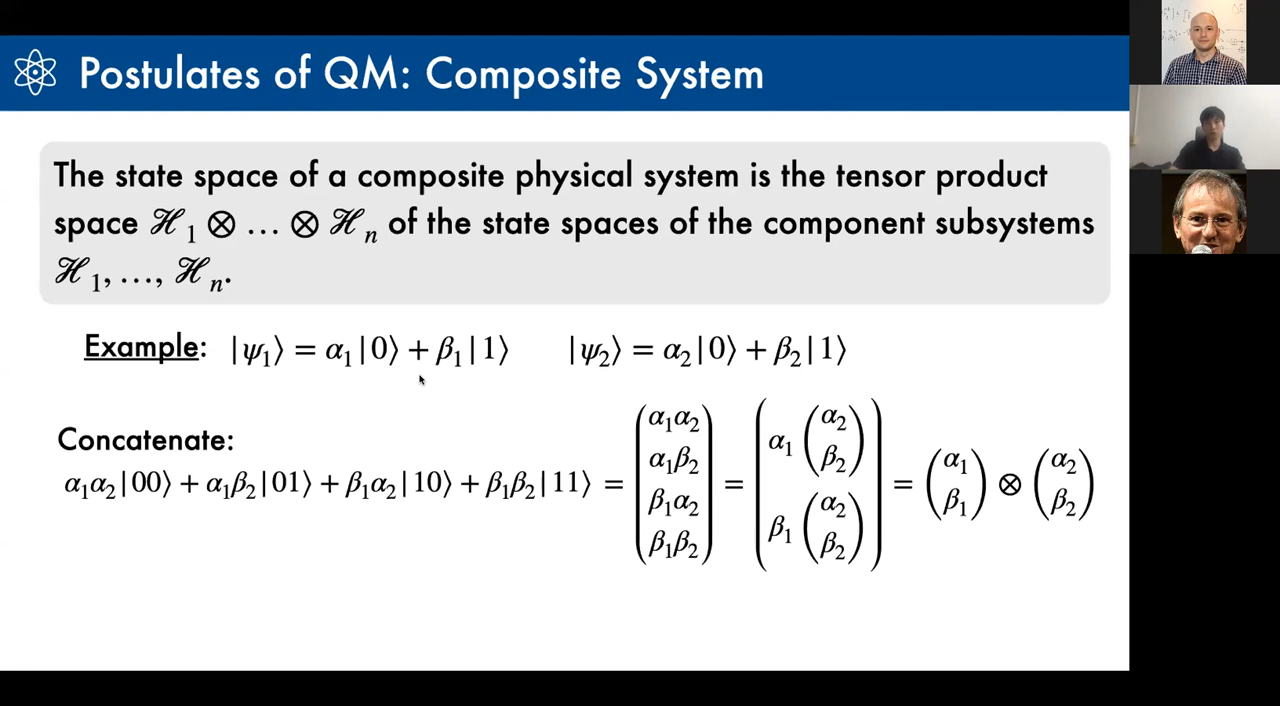 Postulates of QM: Composite System
The state space of a composite physical system is the tensor product
space ℋ₁ ⊗ … ⊗ ℋₙ of the state spaces of the component subsystems
ℋ₁, …, ℋₙ.
Example: |ψ₁⟩ = α₁|0⟩ + β₁|1⟩ |ψ₂⟩ = α₂|0⟩ + β₂|1⟩
Concatenate:
α₁α₂|00⟩ + α₁β₂|01⟩ + β₁α₂|10⟩ + β₁β₂|11⟩ = (α₁α₂ α₁β₂ β₁α₂ β₁β₂) = (α₁ (α₂ β₂) β₁ (α₂ β₂)) = (α₁ β₁) ⊗ (α₂ β₂)